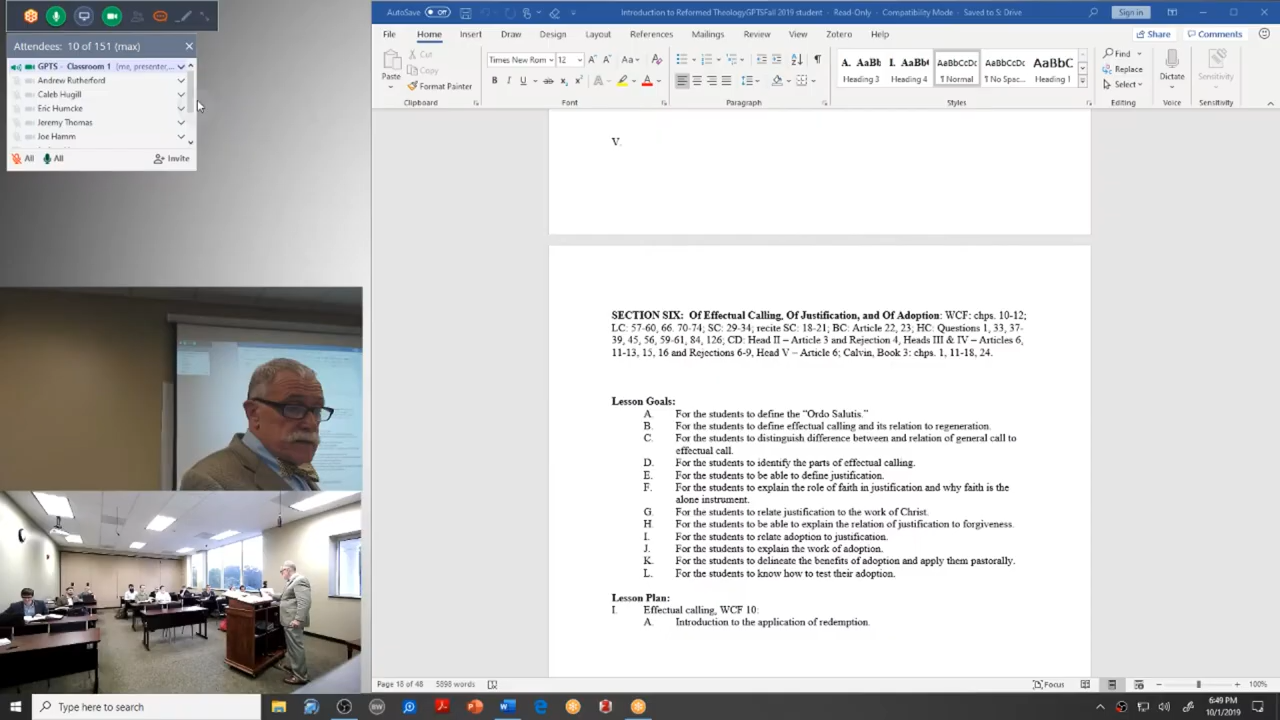 AutoSave Off
Introduction to Reformed TheologyGPTSFall 2019 student - Read-Only - Compatibility Mode - Saved to S: Drive
Sign in
File Home Insert Draw Design Layout References Mailings Review View Zotero Help
Share Comments
Paste Cut Copy Format Painter
Times New Rom 12
Heading 3 Heading 4 ¶ Normal ¶ No Spac... Heading 1
Find Replace Select
Dictate Sensitivity
Clipboard Font Paragraph Styles Editing Voice Sensitivity
Attendees: 10 of 151 (max)
GPTS - Classroom 1 (me, presenter,
Andrew Rutherford
Caleb Hugill
Eric Humcke
Jeremy Thomas
Joe Hamm
All All Invite
V.
SECTION SIX: Of Effectual Calling, Of Justification, and Of Adoption: WCF: chps. 10-12;
LC: 57-60, 66. 70-74; SC: 29-34; recite SC: 18-21; BC: Article 22, 23; HC: Questions 1, 33, 37-
39, 45, 56, 59-61, 84, 126; CD: Head II – Article 3 and Rejection 4, Heads III & IV – Articles 6,
11-13, 15, 16 and Rejections 6-9, Head V – Article 6; Calvin, Book 3: chps. 1, 11-18, 24.
Lesson Goals:
A. For the students to define the “Ordo Salutis.”
B. For the students to define effectual calling and its relation to regeneration.
C. For the students to distinguish difference between and relation of general call to
effectual call.
D. For the students to identify the parts of effectual calling.
E. For the students to be able to define justification.
F. For the students to explain the role of faith in justification and why faith is the
alone instrument.
G. For the students to relate justification to the work of Christ.
H. For the students to be able to explain the relation of justification to forgiveness.
I. For the students to relate adoption to justification.
J. For the students to explain the work of adoption.
K. For the students to delineate the benefits of adoption and apply them pastorally.
L. For the students to know how to test their adoption.
Lesson Plan:
I. Effectual calling, WCF 10:
A. Introduction to the application of redemption.
Page 18 of 48 5898 words
Focus 100%
Type here to search
6:49 PM
10/1/2019